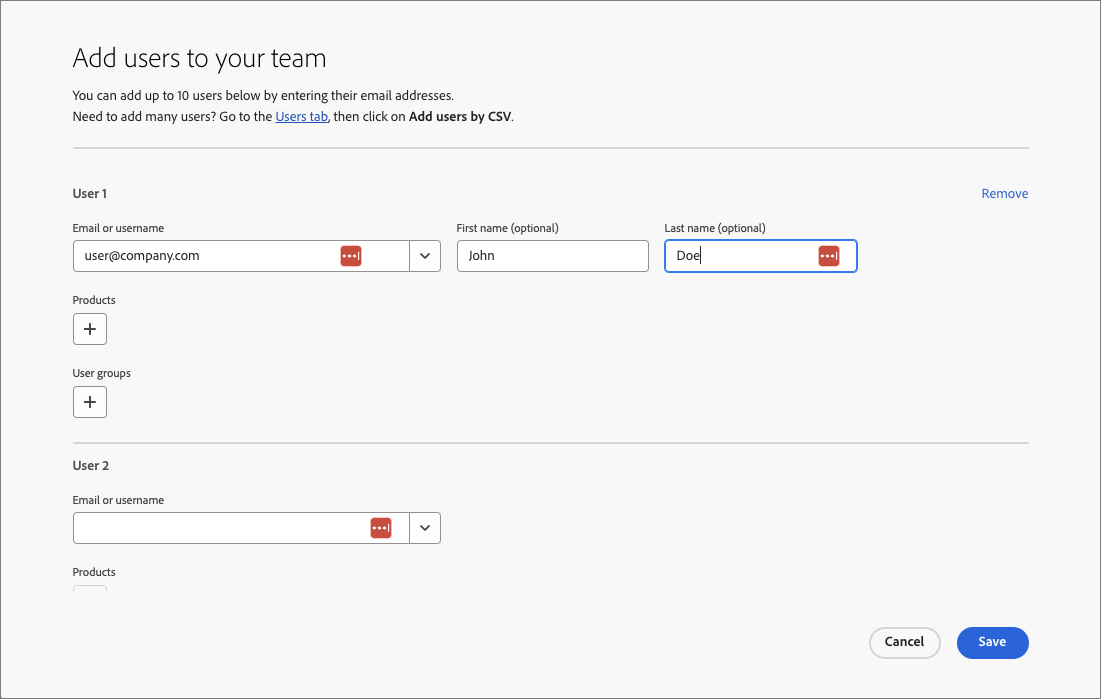 Add users to your team
You can add up to 10 users below by entering their email addresses.
Need to add many users? Go to the Users tab, then click on Add users by CSV.
User 1
Remove
Email or username
First name (optional)
Last name (optional)
user@company.com
John
Doe
Products
User groups
User 2
Email or username
Products
Cancel
Save